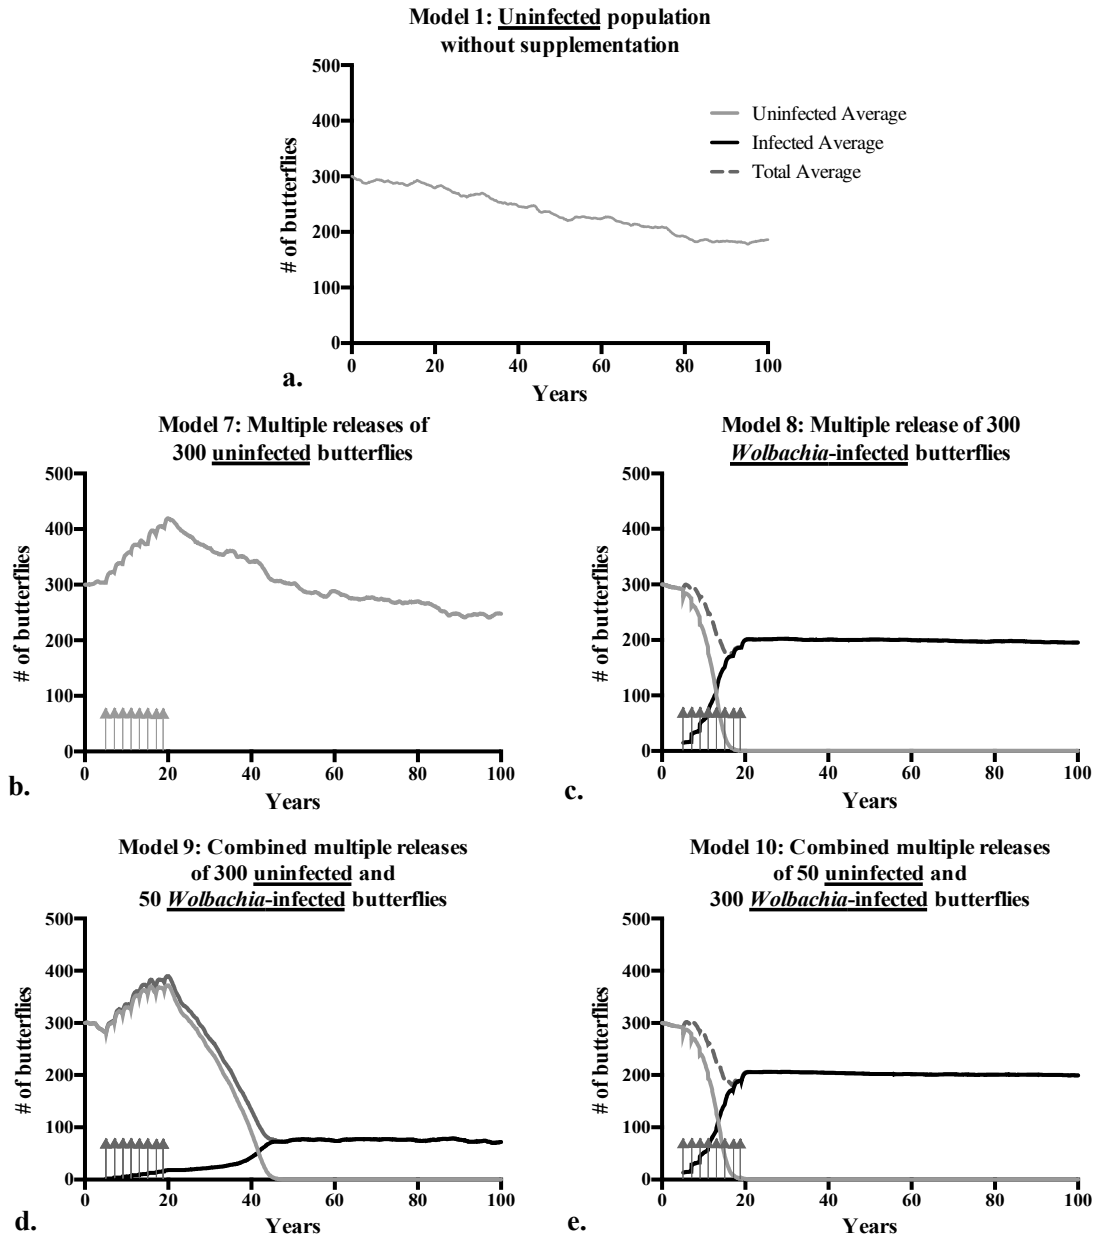 Model 1: Uninfected population
without supplementation
500
400
300
200
100
0
# of butterflies
0 20 40 60 80 100
Years
Uninfected Average
Infected Average
Total Average
a.
Model 7: Multiple releases of
300 uninfected butterflies
500
400
300
200
100
0
# of butterflies
0 20 40 60 80 100
Years
b.
Model 8: Multiple release of 300
Wolbachia-infected butterflies
500
400
300
200
100
0
# of butterflies
0 20 40 60 80 100
Years
c.
Model 9: Combined multiple releases
of 300 uninfected and
50 Wolbachia-infected butterflies
500
400
300
200
100
0
# of butterflies
0 20 40 60 80 100
Years
d.
Model 10: Combined multiple releases
of 50 uninfected and
300 Wolbachia-infected butterflies
500
400
300
200
100
0
# of butterflies
0 20 40 60 80 100
Years
e.